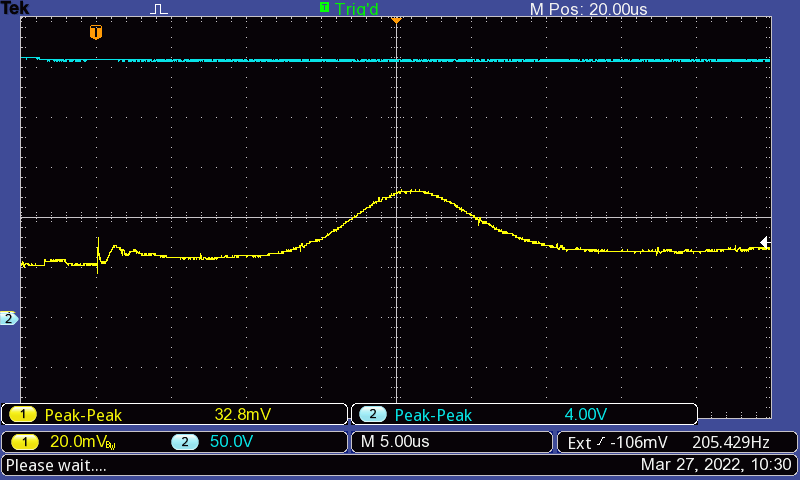 Tek T Trig'd M Pos: 20.00us
T
2
1 Peak-Peak 32.8mV 2 Peak-Peak 4.00V
1 20.0mVBW 2 50.0V M 5.00us Ext -106mV 205.429Hz
Please wait.... Mar 27, 2022, 10:30